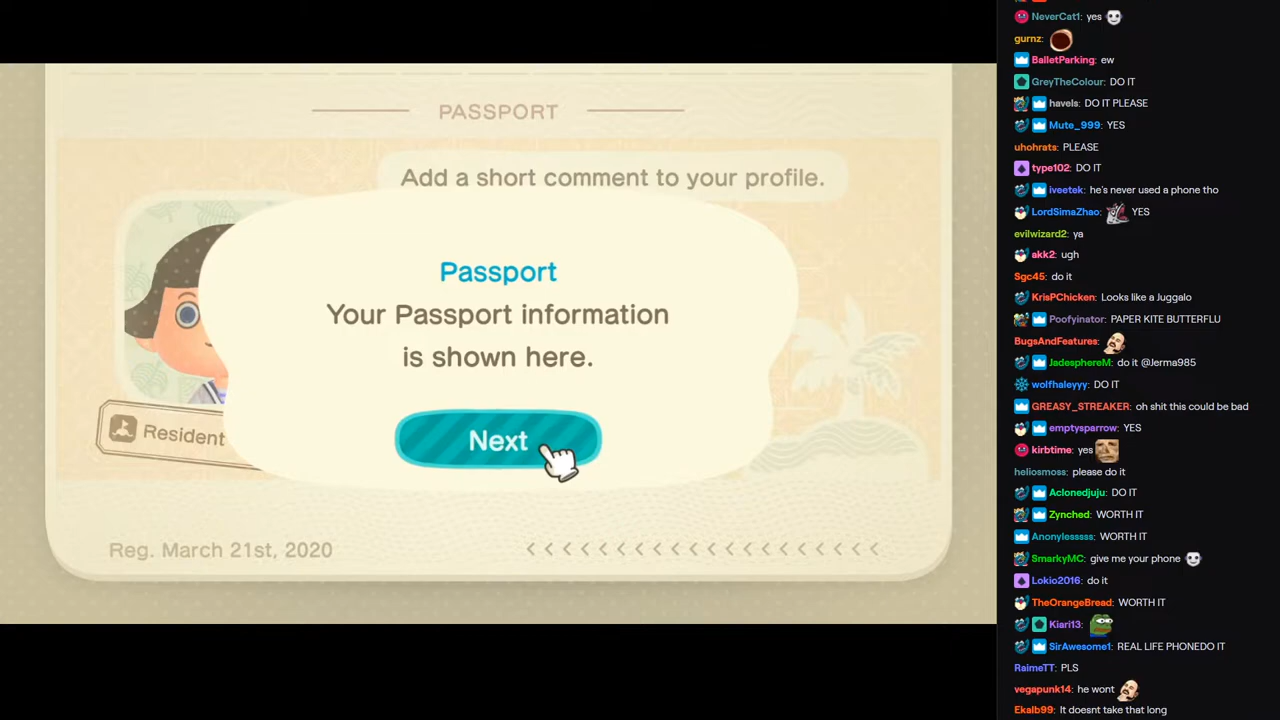 PASSPORT
Add a short comment to your profile.
Passport
Your Passport information
is shown here.
Next
Resident
Reg. March 21st, 2020
NeverCat1: yes
gurnz:
BalletParking: ew
GreyTheColour: DO IT
havels: DO IT PLEASE
Mute_999: YES
uhohrats: PLEASE
type102: DO IT
iveetek: he's never used a phone tho
LordSimaZhao: YES
evilwizard2: ya
akk2: ugh
Sgc45: do it
KrisPChicken: Looks like a Juggalo
Poofyinator: PAPER KITE BUTTERFLU
BugsAndFeatures:
JadesphereM: do it @Jerma985
wolfhaleyyy: DO IT
GREASY_STREAKER: oh shit this could be bad
emptysparrow: YES
kirbtime: yes
heliosmoss: please do it
Aclonedjuju: DO IT
Zynched: WORTH IT
Anonylesssss: WORTH IT
SmarkyMC: give me your phone
Lokio2016: do it
TheOrangeBread: WORTH IT
Kiari13:
SirAwesome1: REAL LIFE PHONEDO IT
RaimeTT: PLS
vegapunk14: he wont
Ekalb99: It doesnt take that long